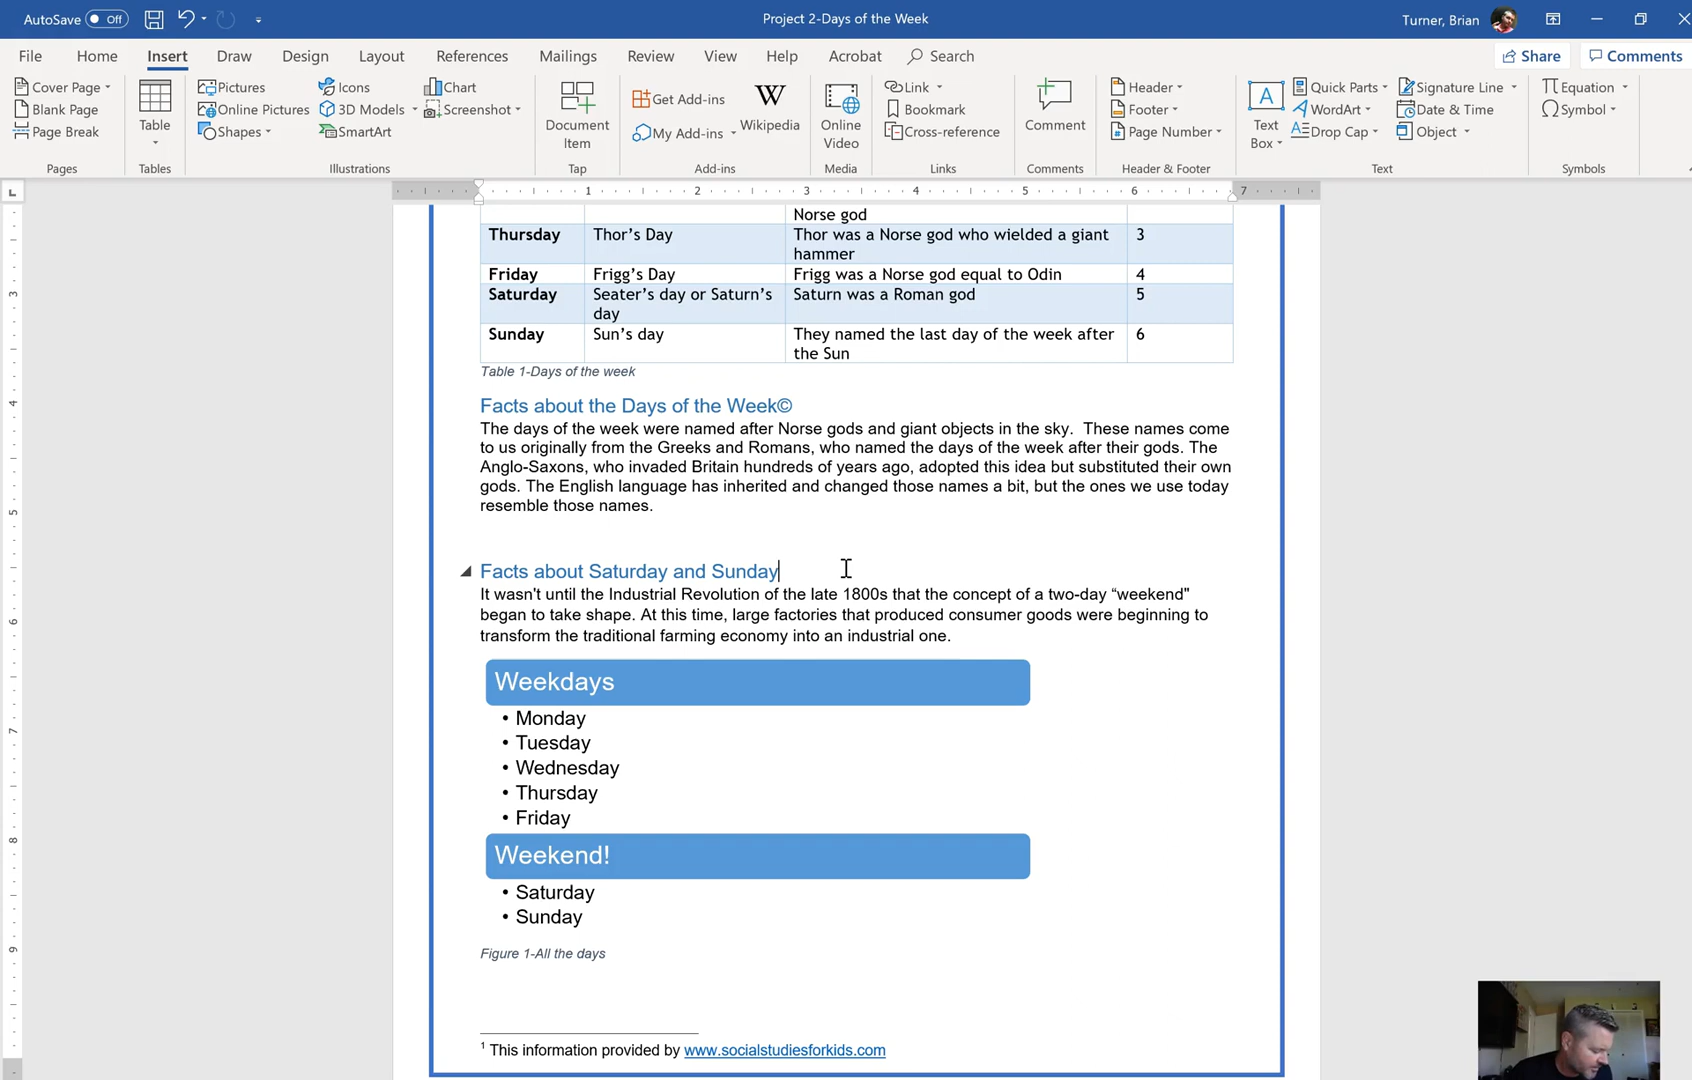 AutoSave Off Project 2-Days of the Week Turner, Brian
File Home Insert Draw Design Layout References Mailings Review View Help Acrobat Search Share Comments
Cover Page
Blank Page
Page Break
Pages
Table
Tables
Pictures
Online Pictures
Shapes
Icons
3D Models
SmartArt
Chart
Screenshot
Illustrations
Document
Item
Tap
Get Add-ins
My Add-ins
Wikipedia
Add-ins
Online
Video
Media
Link
Bookmark
Cross-reference
Links
Comment
Comments
Header
Footer
Page Number
Header & Footer
Text
Box
Quick Parts
WordArt
Drop Cap
Signature Line
Date & Time
Object
Text
Equation
Symbol
Symbols
1 2 3 4 5 6 7
3
4
5
6
7
8
9
Norse god
Thursday Thor's Day Thor was a Norse god who wielded a giant 3
hammer
Friday Frigg's Day Frigg was a Norse god equal to Odin 4
Saturday Seater's day or Saturn's Saturn was a Roman god 5
day
Sunday Sun's day They named the last day of the week after 6
the Sun
Table 1-Days of the week
Facts about the Days of the Week©
The days of the week were named after Norse gods and giant objects in the sky.  These names come
to us originally from the Greeks and Romans, who named the days of the week after their gods. The
Anglo-Saxons, who invaded Britain hundreds of years ago, adopted this idea but substituted their own
gods. The English language has inherited and changed those names a bit, but the ones we use today
resemble those names.
Facts about Saturday and Sunday
It wasn't until the Industrial Revolution of the late 1800s that the concept of a two-day “weekend"
began to take shape. At this time, large factories that produced consumer goods were beginning to
transform the traditional farming economy into an industrial one.
Weekdays
• Monday
• Tuesday
• Wednesday
• Thursday
• Friday
Weekend!
• Saturday
• Sunday
Figure 1-All the days
1 This information provided by www.socialstudiesforkids.com